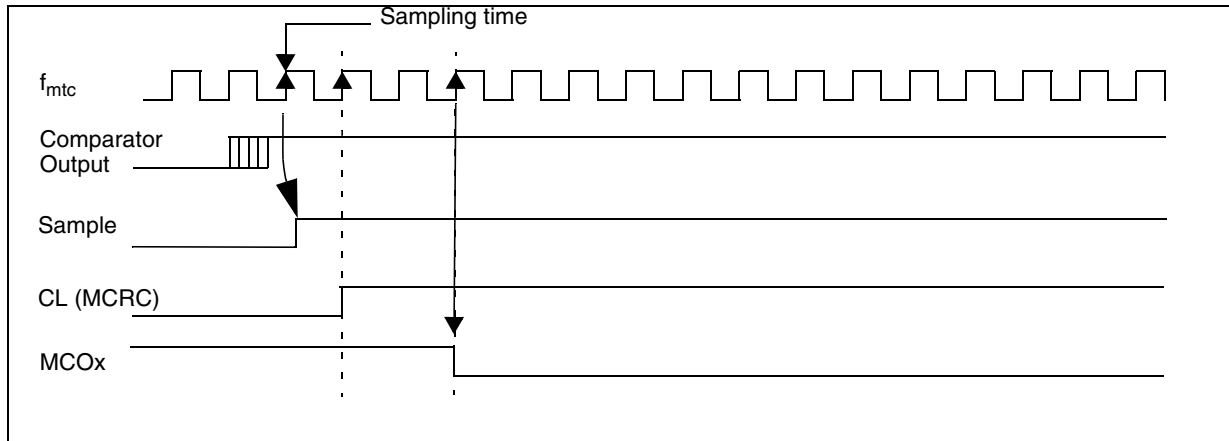 Sampling time
fmtc
Comparator
Output
Sample
CL (MCRC)
MCOx